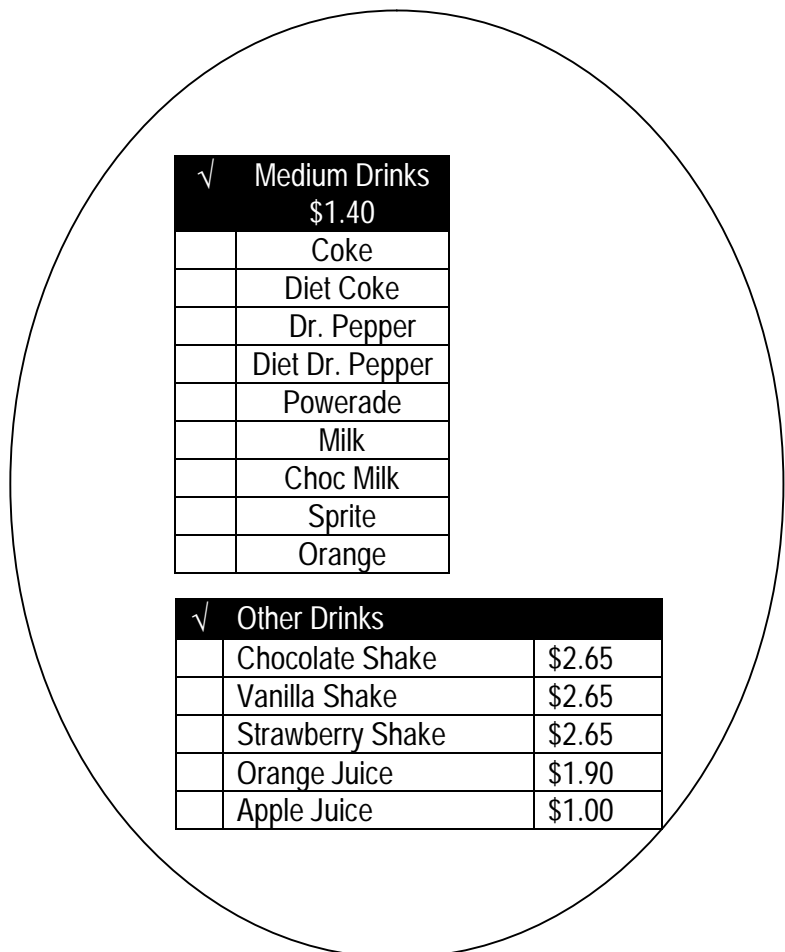 √ Medium Drinks
$1.40
Coke
Diet Coke
Dr. Pepper
Diet Dr. Pepper
Powerade
Milk
Choc Milk
Sprite
Orange
√ Other Drinks
Chocolate Shake $2.65
Vanilla Shake $2.65
Strawberry Shake $2.65
Orange Juice $1.90
Apple Juice $1.00